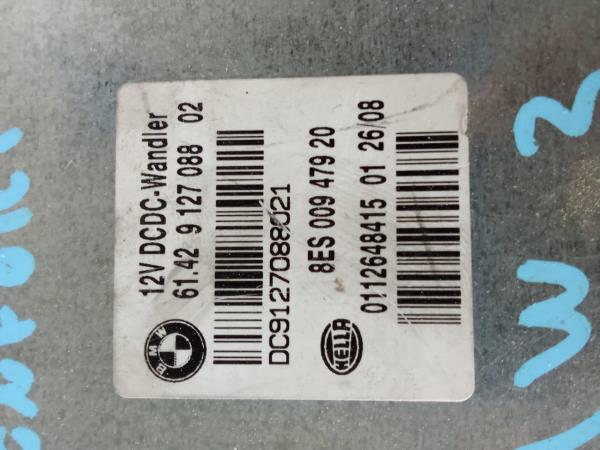 12V DCDC-Wandler
61.42 9 127 088 02
BMW
DC9127088021
8ES 009 479 20
HELLA
0112648415 01 26/08
W 3